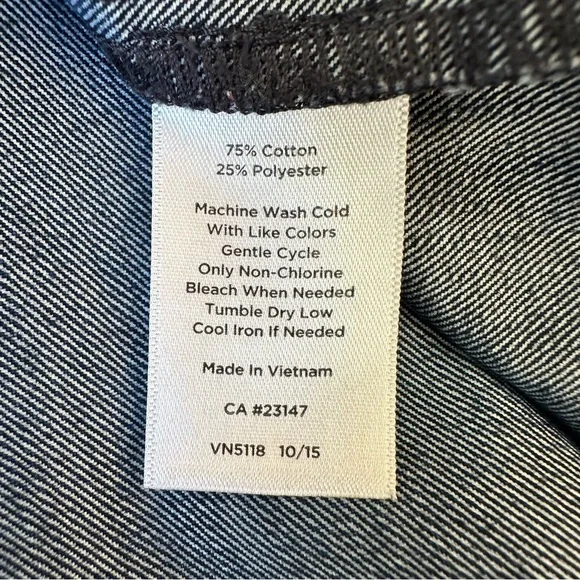 75% Cotton
25% Polyester
Machine Wash Cold
With Like Colors
Gentle Cycle
Only Non-Chlorine
Bleach When Needed
Tumble Dry Low
Cool Iron If Needed
Made In Vietnam
CA #23147
VN5118 10/15